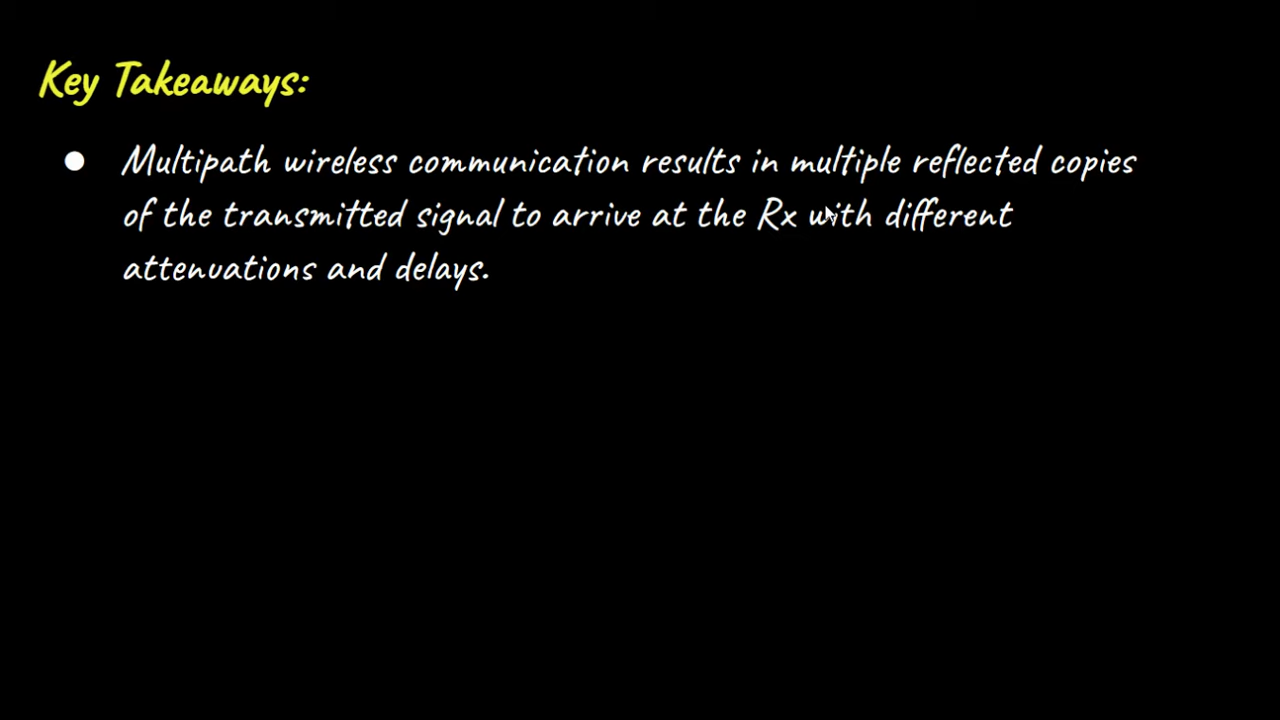 Key Takeaways:
● Multipath wireless communication results in multiple reflected copies
of the transmitted signal to arrive at the Rx with different
attenuations and delays.